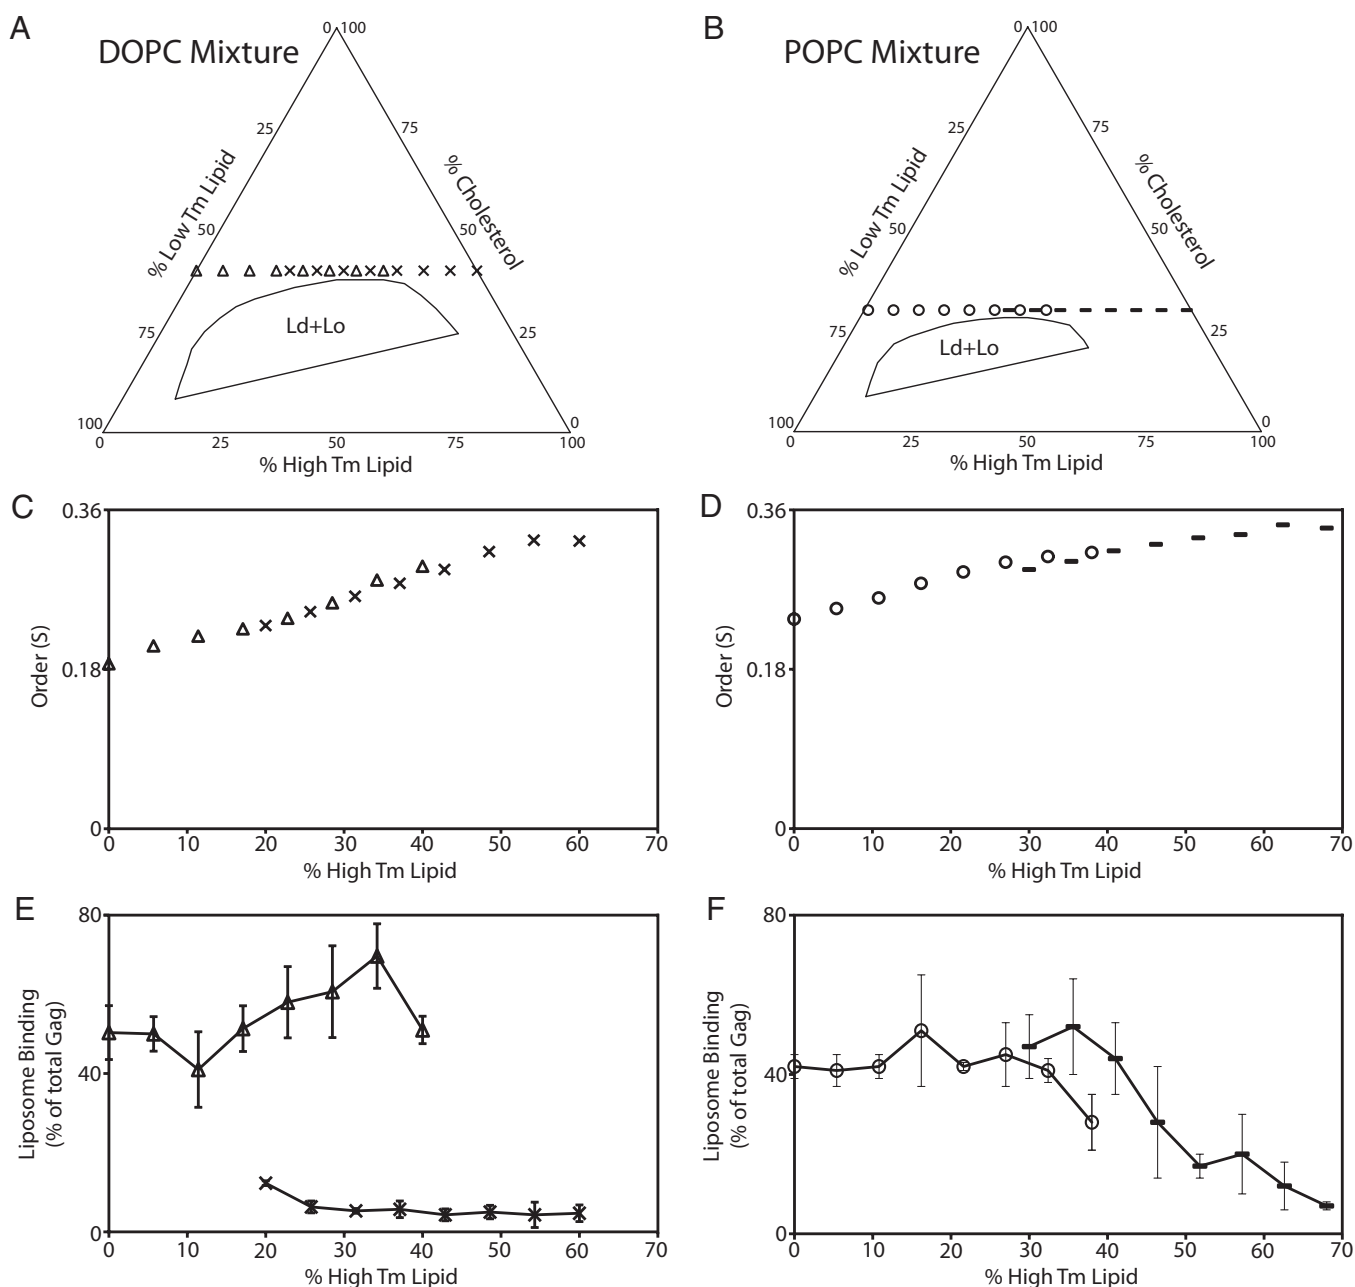 A
DOPC Mixture
0
100
25
75
% Low Tm Lipid
% Cholesterol
50
50
75
25
Ld+Lo
100
0
0
25
50
75
100
% High Tm Lipid
B
POPC Mixture
0
100
25
75
% Low Tm Lipid
% Cholesterol
50
50
75
25
Ld+Lo
100
0
0
25
50
75
100
% High Tm Lipid
C
0.36
0.18
0
Order (S)
0 10 20 30 40 50 60 70
% High Tm Lipid
D
0.36
0.18
0
Order (S)
0 10 20 30 40 50 60 70
% High Tm Lipid
E
80
40
0
Liposome Binding
(% of total Gag)
0 10 20 30 40 50 60 70
% High Tm Lipid
F
80
40
0
Liposome Binding
(% of total Gag)
0 10 20 30 40 50 60 70
% High Tm Lipid